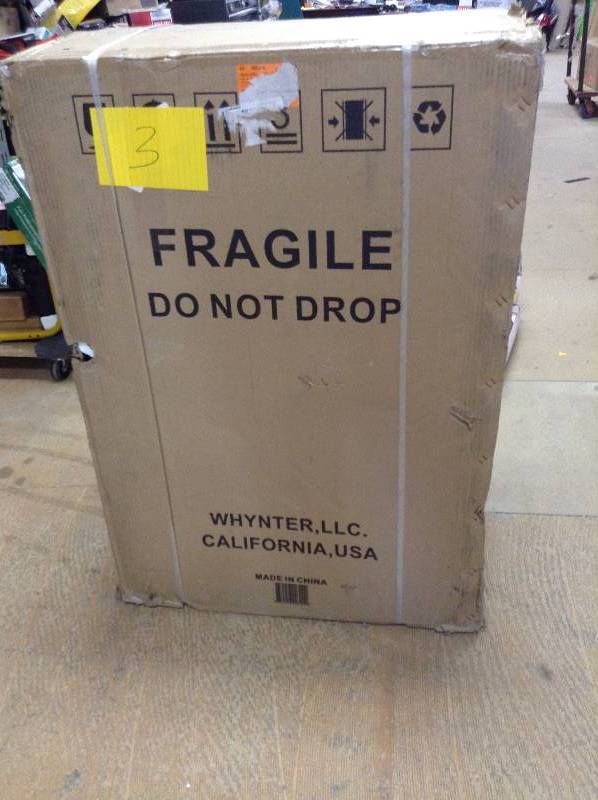 3
FRAGILE
DO NOT DROP
WHYNTER,LLC.
CALIFORNIA,USA
MADE IN CHINA